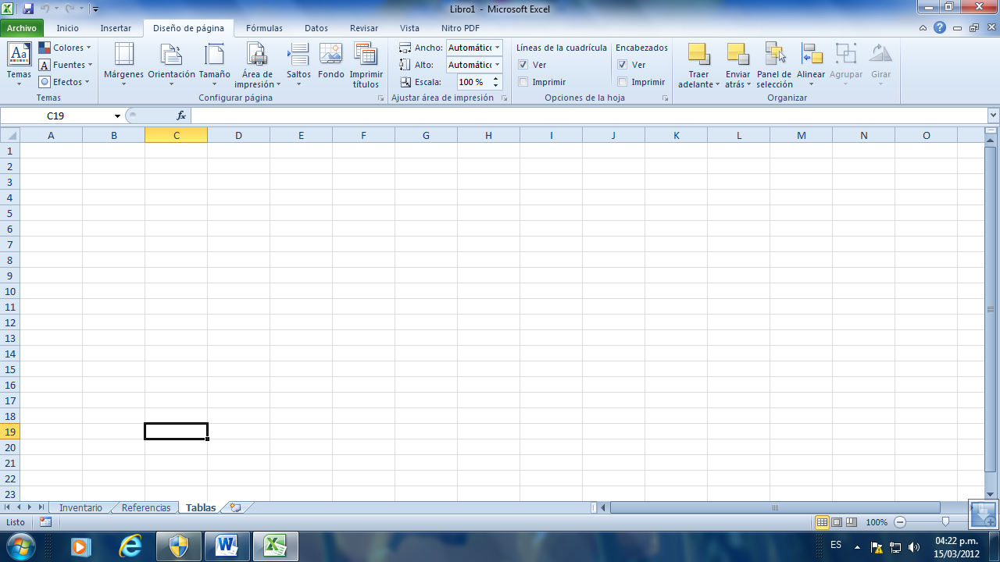 Libro1 - Microsoft Excel
Archivo Inicio Insertar Diseño de página Fórmulas Datos Revisar Vista Nitro PDF
Temas Colores Fuentes Efectos
Márgenes Orientación Tamaño Área de impresión Saltos Fondo Imprimir títulos
Ancho: Automático
Alto: Automático
Escala: 100 %
Líneas de la cuadrícula
Ver
Imprimir
Encabezados
Ver
Imprimir
Traer adelante Enviar atrás Panel de selección Alinear Agrupar Girar
Temas Configurar página Ajustar área de impresión Opciones de la hoja Organizar
C19 fx
A B C D E F G H I J K L M N O
1
2
3
4
5
6
7
8
9
10
11
12
13
14
15
16
17
18
19
20
21
22
23
Inventario Referencias Tablas
Listo 100%
ES 04:22 p.m.
15/03/2012